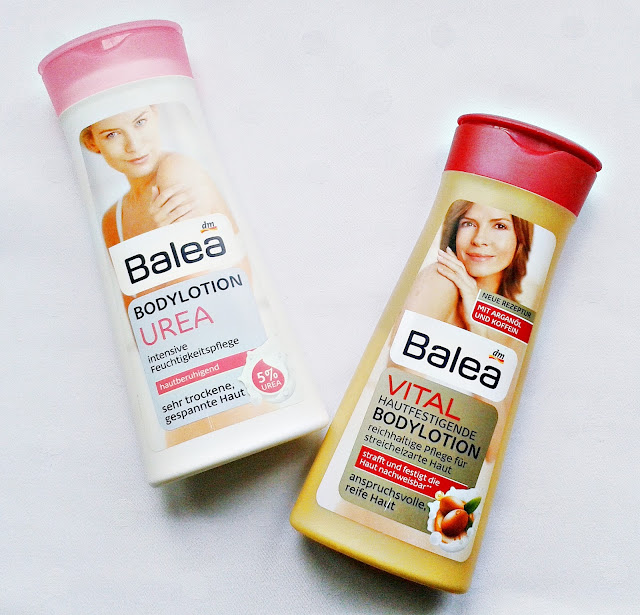 dm
Balea
BODYLOTION
UREA
intensive
Feuchtigkeitspflege
hautberuhigend
5%
UREA
sehr trockene,
gespannte Haut
NEUE REZEPTUR
MIT ARGANÖL
UND KOFFEIN
dm
Balea
VITAL
HAUTFESTIGENDE
BODYLOTION
reichhaltige Pflege für
streichelzarte Haut
strafft und festigt die
Haut nachweisbar**
anspruchsvolle,
reife Haut